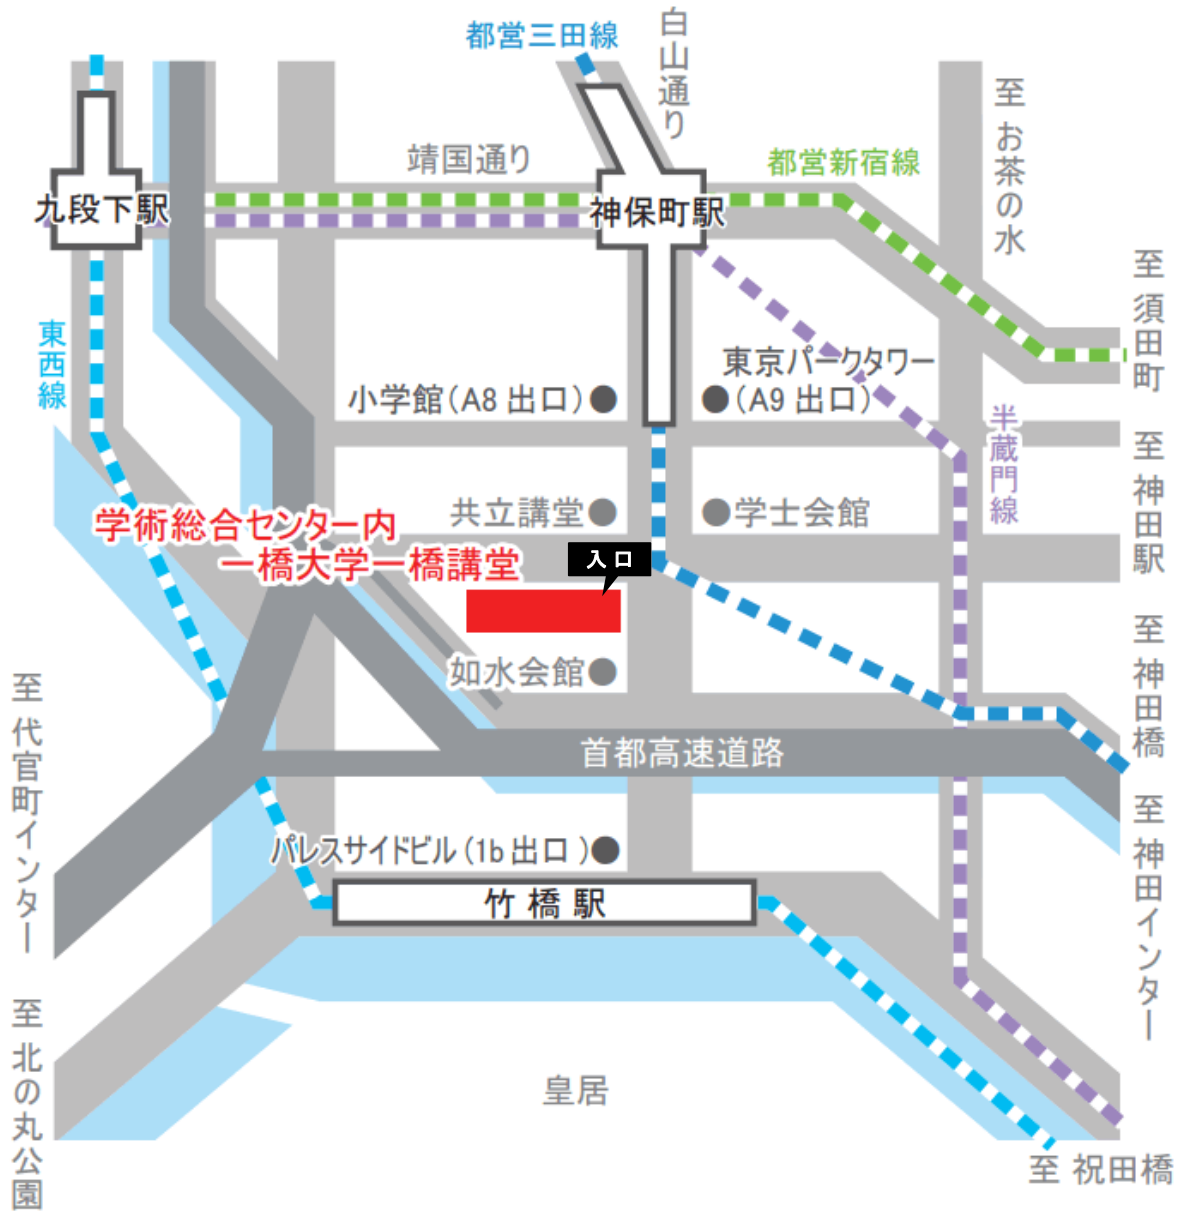 都営三田線
白山通り
至 お茶の水
靖国通り
都営新宿線
九段下駅
神保町駅
至 須田町
東西線
東京パークタワー
小学館(A8 出口)●
●(A9 出口)
半蔵門線
至 神田駅
共立講堂●
●学士会館
学術総合センター内
一橋大学一橋講堂
入口
至 神田橋
如水会館●
至 代官町インター
首都高速道路
至 神田インター
パレスサイドビル(1b 出口 )●
竹橋駅
至 北の丸公園
皇居
至 祝田橋